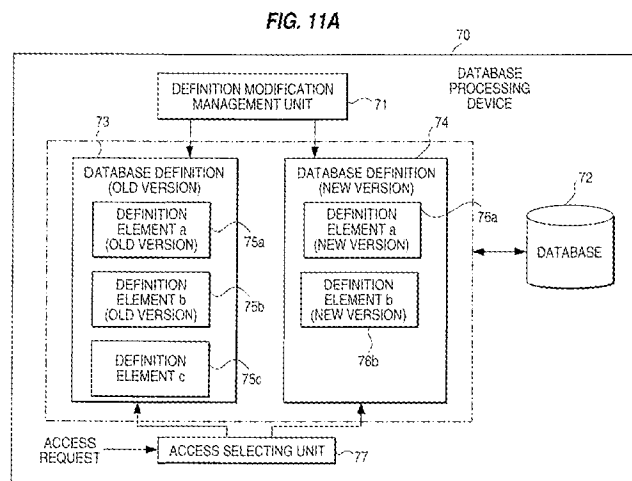 FIG. 11A
70
DATABASE
PROCESSING
DEVICE
DEFINITION MODIFICATION
MANAGEMENT UNIT
71
73
74
DATABASE DEFINITION
(OLD VERSION)
DEFINITION
ELEMENT a
(OLD VERSION)
75a
DEFINITION
ELEMENT b
(OLD VERSION)
75b
DEFINITION
ELEMENT c
75c
DATABASE DEFINITION
(NEW VERSION)
DEFINITION
ELEMENT a
(NEW VERSION)
76a
DEFINITION
ELEMENT b
(NEW VERSION)
76b
72
DATABASE
ACCESS
REQUEST
ACCESS SELECTING UNIT
77